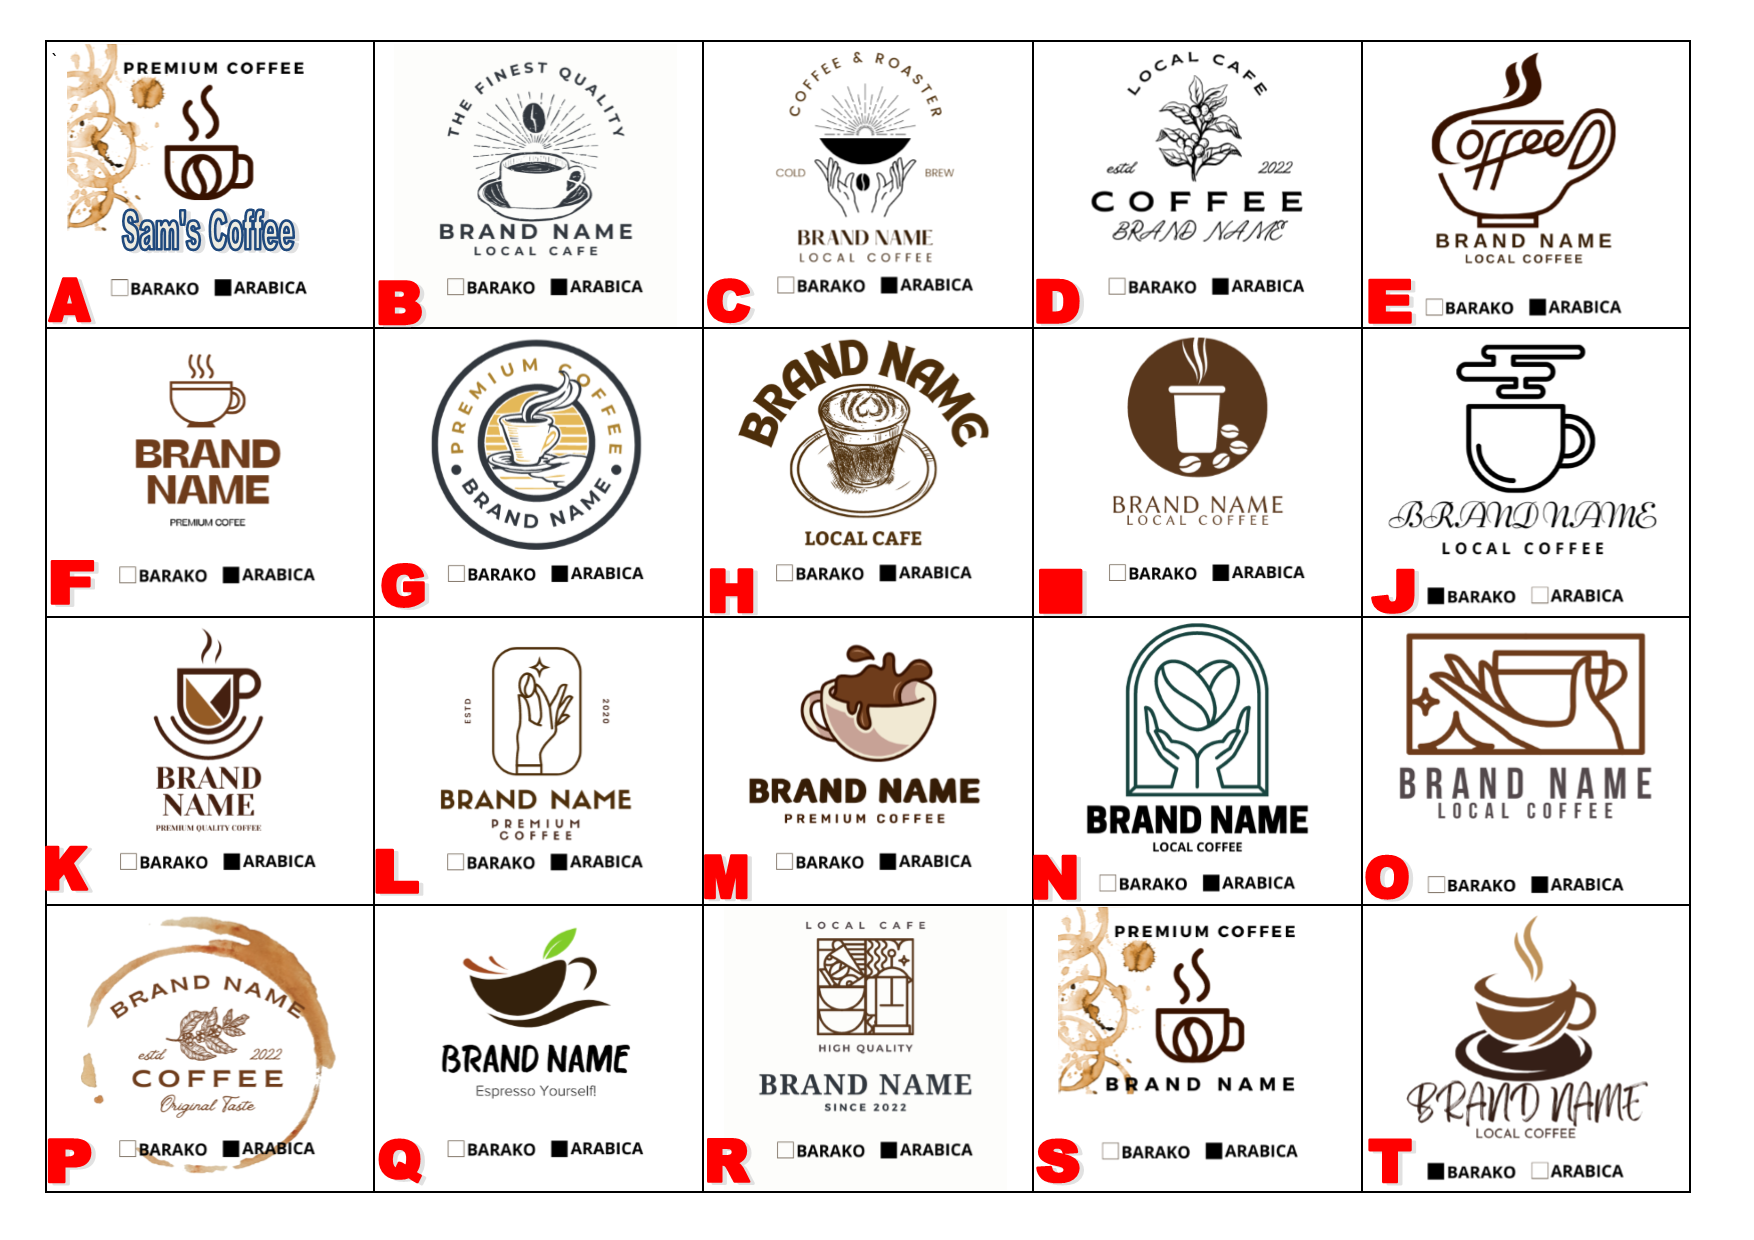 `
PREMIUM COFFEE
Sam's Coffee
A
BARAKO ARABICA
THE FINEST QUALITY
BRAND NAME
LOCAL CAFE
B
BARAKO ARABICA
COFFEE & ROASTER
COLD BREW
BRAND NAME
LOCAL COFFEE
C
BARAKO ARABICA
LOCAL CAFE
estd 2022
COFFEE
BRAND NAME
D
BARAKO ARABICA
Coffee
BRAND NAME
LOCAL COFFEE
E
BARAKO ARABICA
BRAND
NAME
PREMIUM COFEE
F
BARAKO ARABICA
PREMIUM COFFEE
BRAND NAME
G
BARAKO ARABICA
BRAND NAME
LOCAL CAFE
H
BARAKO ARABICA
BRAND NAME
LOCAL COFFEE
I
BARAKO ARABICA
BRAND NAME
LOCAL COFFEE
J
BARAKO ARABICA
BRAND
NAME
PREMIUM QUALITY COFFEE
K
BARAKO ARABICA
ESTD 2020
BRAND NAME
PREMIUM
COFFEE
L
BARAKO ARABICA
BRAND NAME
PREMIUM COFFEE
M
BARAKO ARABICA
BRAND NAME
LOCAL COFFEE
N
BARAKO ARABICA
BRAND NAME
LOCAL COFFEE
O
BARAKO ARABICA
BRAND NAME
estd 2022
COFFEE
Original Taste
P
BARAKO ARABICA
BRAND NAME
Espresso Yourself!
Q
BARAKO ARABICA
LOCAL CAFE
HIGH QUALITY
BRAND NAME
SINCE 2022
R
BARAKO ARABICA
PREMIUM COFFEE
BRAND NAME
S
BARAKO ARABICA
BRAND NAME
LOCAL COFFEE
T
BARAKO ARABICA